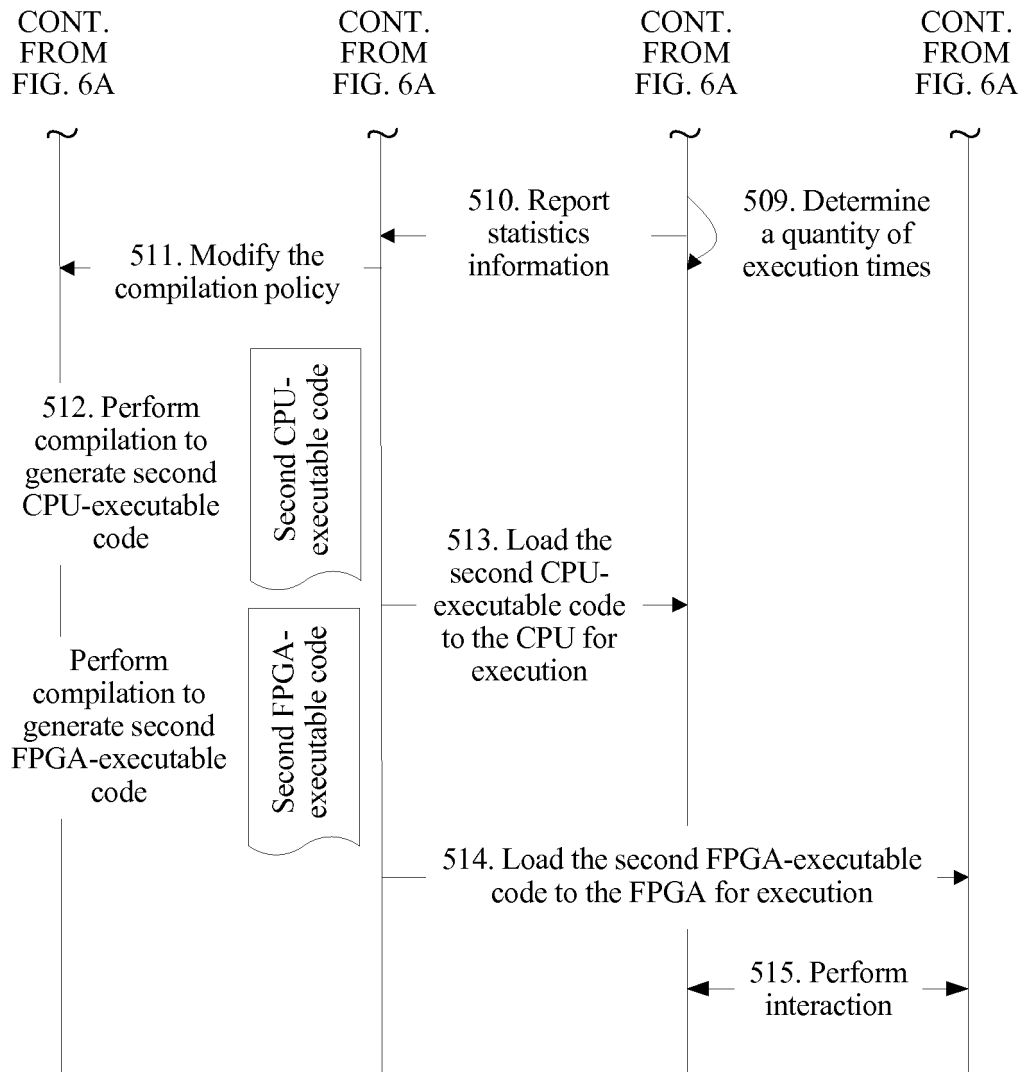 CONT.
FROM
FIG. 6A
CONT.
FROM
FIG. 6A
CONT.
FROM
FIG. 6A
CONT.
FROM
FIG. 6A
510. Report
statistics
information
509. Determine
a quantity of
execution times
511. Modify the
compilation policy
512. Perform
compilation to
generate second
CPU-executable
code
Second CPU-
executable code
513. Load the
second CPU-
executable code
to the CPU for
execution
Perform
compilation to
generate second
FPGA-executable
code
Second FPGA-
executable code
514. Load the second FPGA-executable
code to the FPGA for execution
515. Perform
interaction